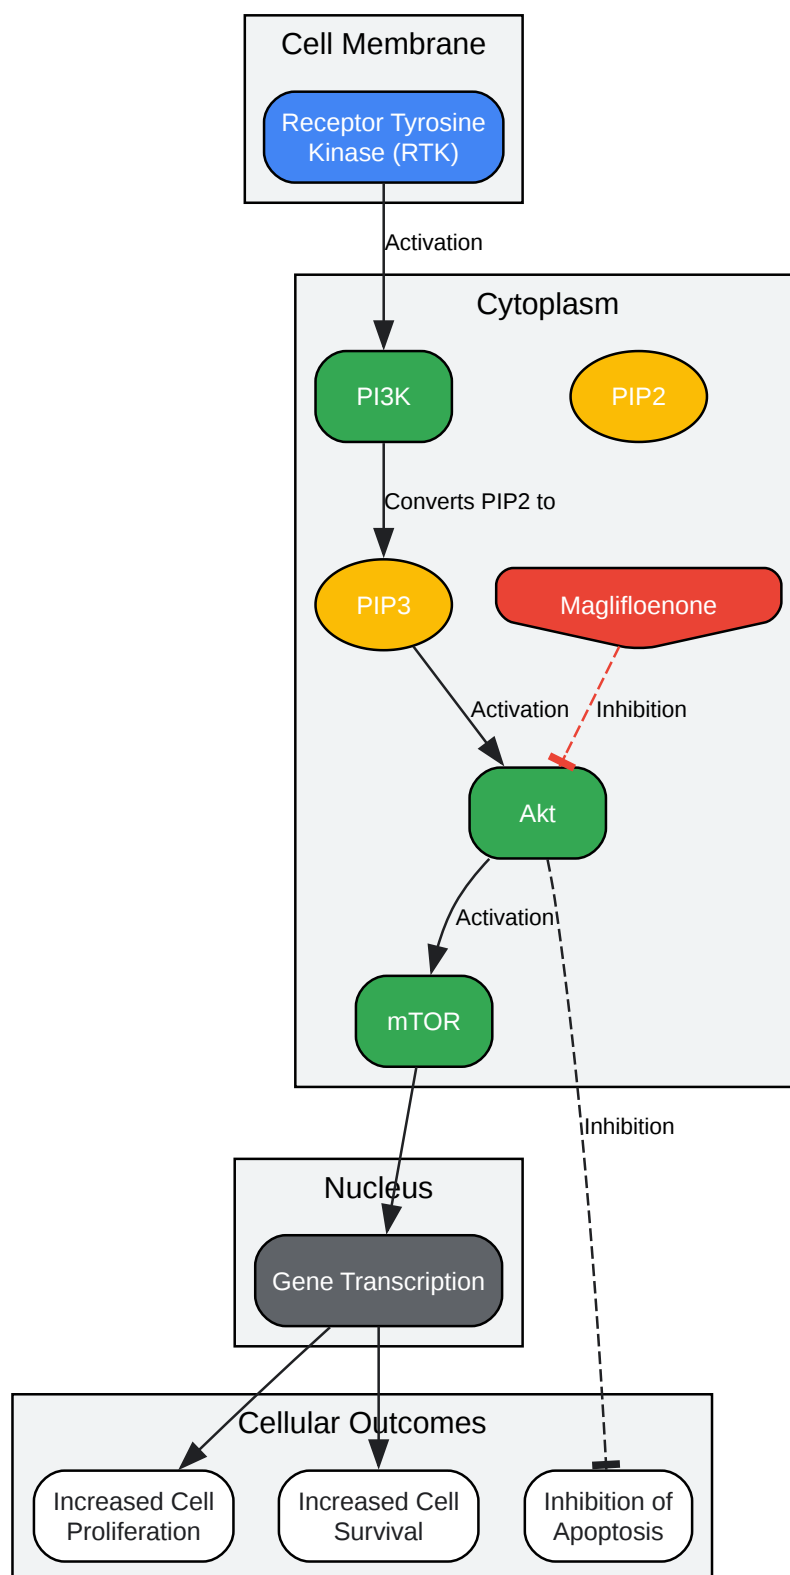 Cell Membrane
Receptor Tyrosine
Kinase (RTK)
Activation
Cytoplasm
PI3K
PIP2
Converts PIP2 to
PIP3
Maglifloenone
Activation
Inhibition
Akt
Activation
mTOR
Inhibition
Nucleus
Gene Transcription
Cellular Outcomes
Increased Cell
Proliferation
Increased Cell
Survival
Inhibition of
Apoptosis